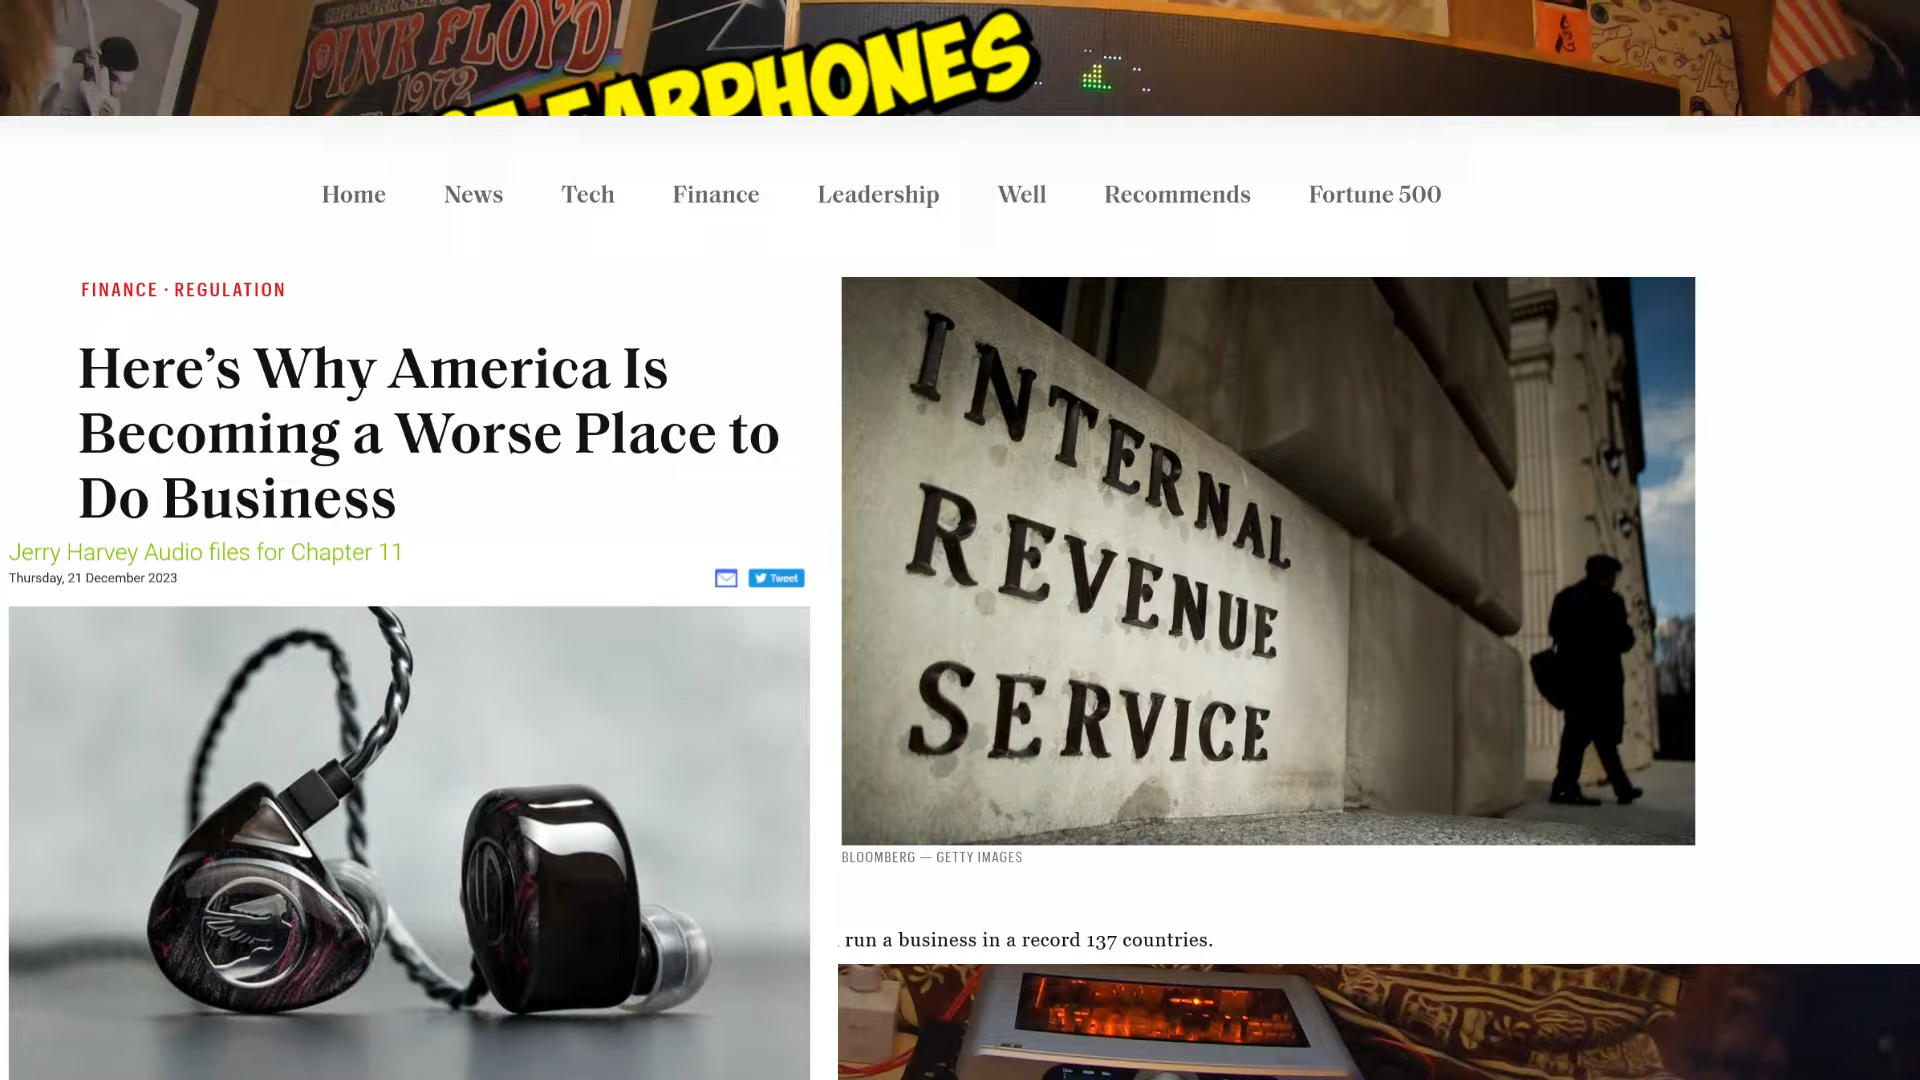 PINK FLOYD
1972
EARPHONES
Home News Tech Finance Leadership Well Recommends Fortune 500
FINANCE · REGULATION
Here’s Why America Is
Becoming a Worse Place to
Do Business
Jerry Harvey Audio files for Chapter 11
Thursday, 21 December 2023
Tweet
INTERNAL
REVENUE
SERVICE
BLOOMBERG — GETTY IMAGES
run a business in a record 137 countries.